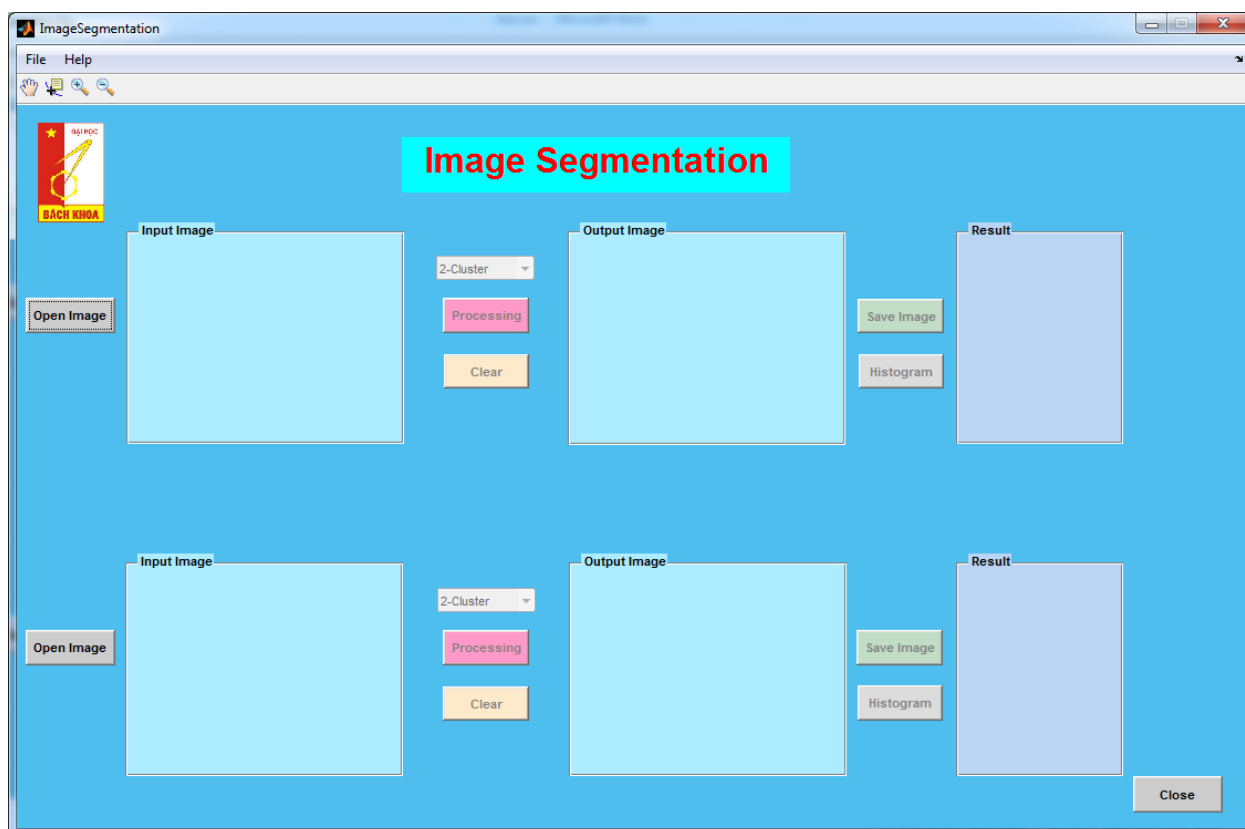 ImageSegmentation
File Help
ĐẠI HỌC
BÁCH KHOA
Image Segmentation
Input Image
Output Image
Result
2-Cluster
Open Image
Processing
Save Image
Clear
Histogram
Input Image
Output Image
Result
2-Cluster
Open Image
Processing
Save Image
Clear
Histogram
Close